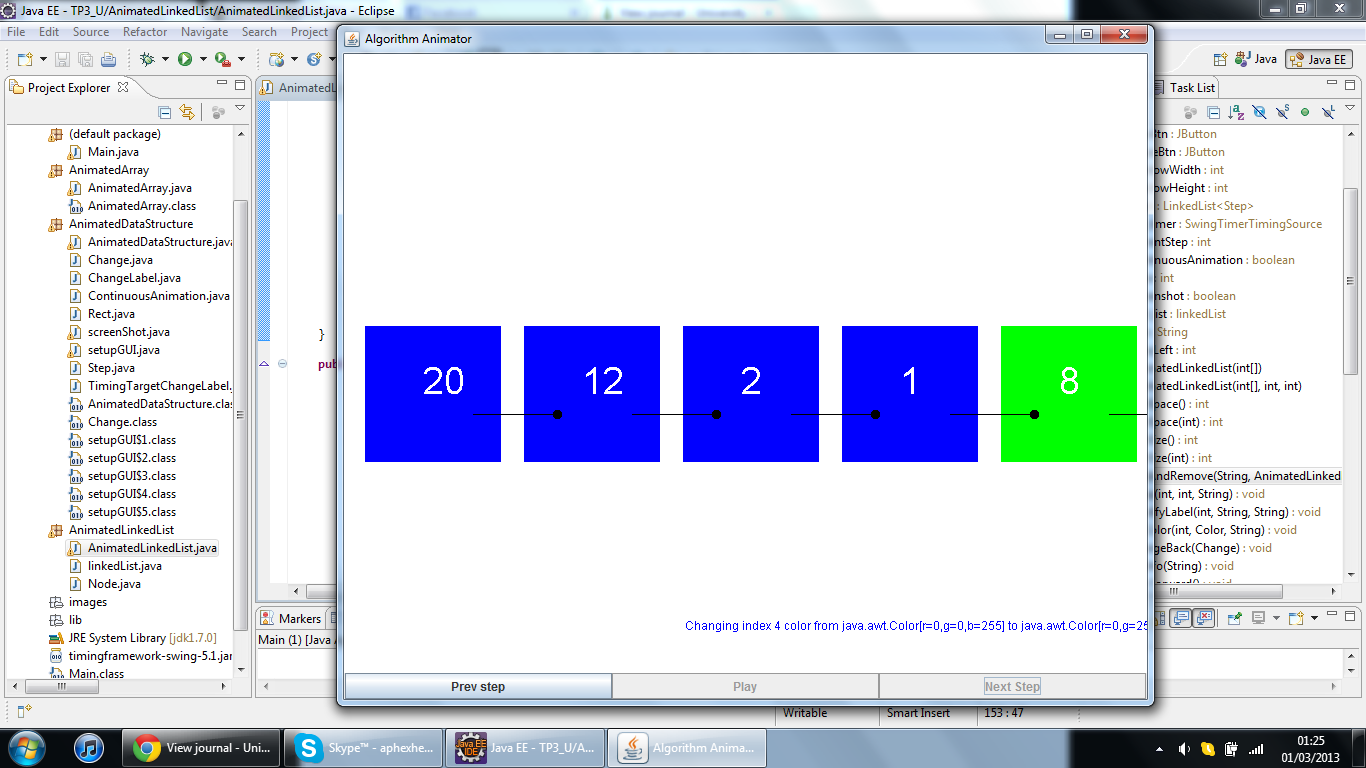 Java EE - TP3_U/AnimatedLinkedList/AnimatedLinkedList.java - Eclipse
File Edit Source Refactor Navigate Search Project
Java Java EE
Project Explorer
(default package)
Main.java
AnimatedArray
AnimatedArray.java
AnimatedArray.class
AnimatedDataStructure
AnimatedDataStructure.java
Change.java
ChangeLabel.java
ContinuousAnimation.java
Rect.java
screenShot.java
setupGUI.java
Step.java
TimingTargetChangeLabel.
AnimatedDataStructure.cla
Change.class
setupGUI$1.class
setupGUI$2.class
setupGUI$3.class
setupGUI$4.class
setupGUI$5.class
AnimatedLinkedList
AnimatedLinkedList.java
linkedList.java
Node.java
images
lib
JRE System Library [jdk1.7.0]
timingframework-swing-5.1.jar
Main.class
AnimatedL
}
pub
Markers
Main (1) [Java A
Algorithm Animator
20 12 2 1 8
Changing index 4 color from java.awt.Color[r=0,g=0,b=255] to java.awt.Color[r=0,g=25
Prev step Play Next Step
Task List
Btn : JButton
eBtn : JButton
owWidth : int
owHeight : int
: LinkedList<Step>
mer : SwingTimerTimingSource
ntStep : int
nuousAnimation : boolean
: int
nshot : boolean
ist : linkedList
String
Left : int
atedLinkedList(int[])
atedLinkedList(int[], int, int)
pace() : int
pace(int) : int
ze() : int
ze(int) : int
AndRemove(String, AnimatedLinked
(int, int, String) : void
fyLabel(int, String, String) : void
olor(int, Color, String) : void
geBack(Change) : void
o(String) : void
Writable Smart Insert 153 : 47
View journal - Uni...
Skype™ - aphexhe...
Java EE - TP3_U/A...
Algorithm Anima...
01:25
01/03/2013